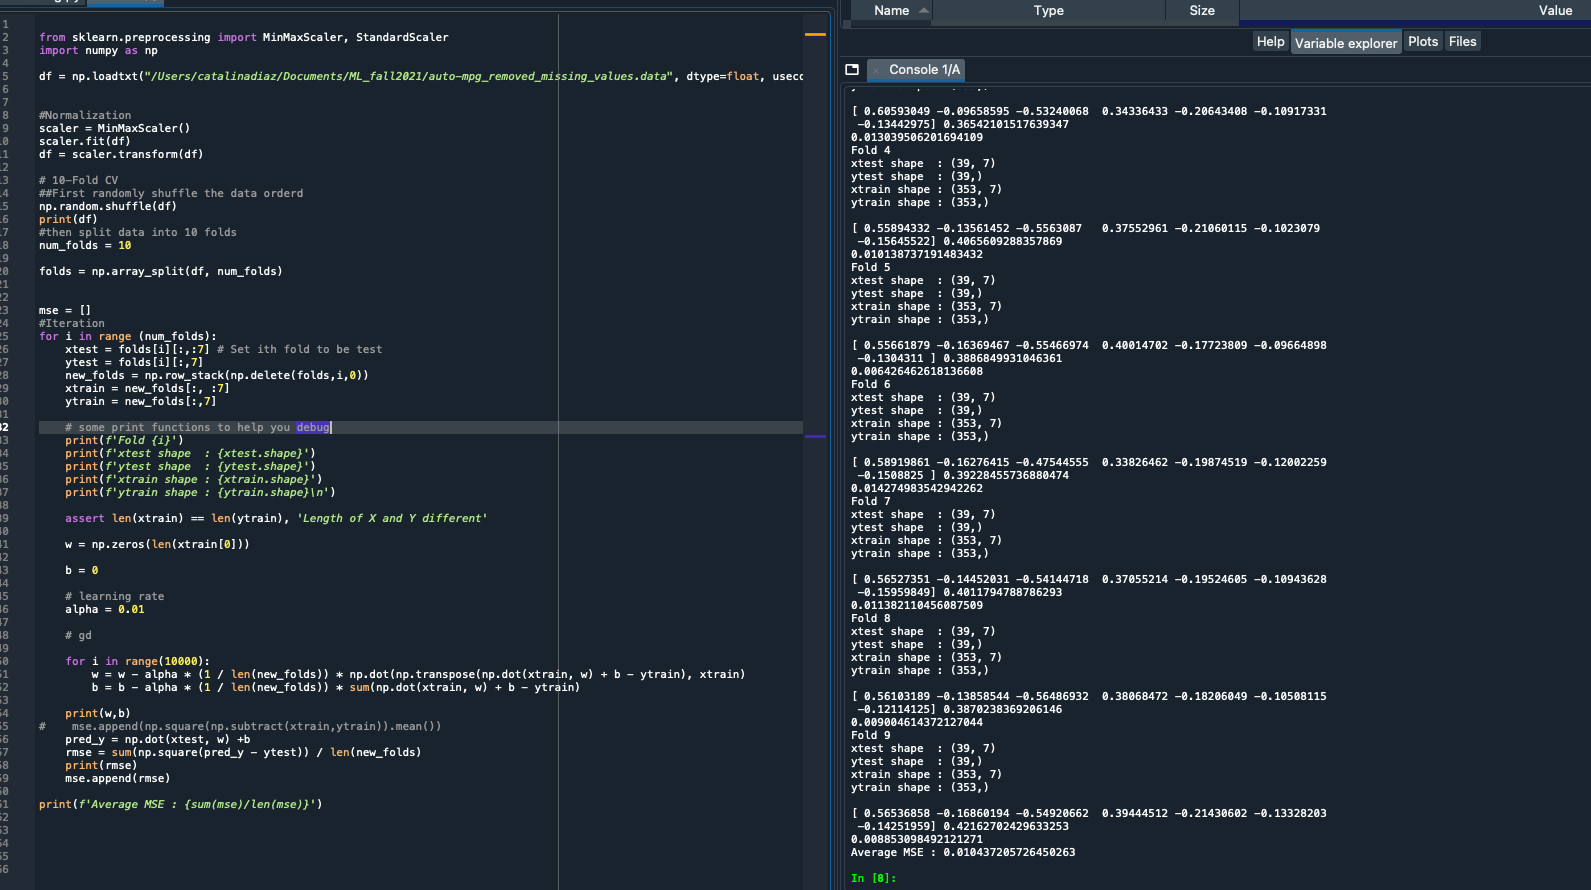 from sklearn.preprocessing import MinMaxScaler, StandardScaler
import numpy as np
df = np.loadtxt("/Users/catalinadiaz/Documents/ML_fall2021/auto-mpg_removed_missing_values.data", dtype=float, usecc
#Normalization
scaler = MinMaxScaler()
scaler.fit(df)
df = scaler.transform(df)
# 10-Fold CV
##First randomly shuffle the data orderd
np.random.shuffle(df)
print(df)
#then split data into 10 folds
num_folds = 10
folds = np.array_split(df, num_folds)
mse = []
#Iteration
for i in range (num_folds):
xtest = folds[i][:,:7] # Set ith fold to be test
ytest = folds[i][:,7]
new_folds = np.row_stack(np.delete(folds,i,0))
xtrain = new_folds[:, :7]
ytrain = new_folds[:,7]
# some print functions to help you debug
print(f'Fold {i}')
print(f'xtest shape  : {xtest.shape}')
print(f'ytest shape  : {ytest.shape}')
print(f'xtrain shape : {xtrain.shape}')
print(f'ytrain shape : {ytrain.shape}\n')
assert len(xtrain) == len(ytrain), 'Length of X and Y different'
w = np.zeros(len(xtrain[0]))
b = 0
# learning rate
alpha = 0.01
# gd
for i in range(10000):
w = w - alpha * (1 / len(new_folds)) * np.dot(np.transpose(np.dot(xtrain, w) + b - ytrain), xtrain)
b = b - alpha * (1 / len(new_folds)) * sum(np.dot(xtrain, w) + b - ytrain)
print(w,b)
#    mse.append(np.square(np.subtract(xtrain,ytrain)).mean())
pred_y = np.dot(xtest, w) +b
rmse = sum(np.square(pred_y - ytest)) / len(new_folds)
print(rmse)
mse.append(rmse)
print(f'Average MSE : {sum(mse)/len(mse)}')
Name Type Size Value
Help Variable explorer Plots Files
Console 1/A
[ 0.60593049 -0.09658595 -0.53240068  0.34336433 -0.20643408 -0.10917331
-0.13442975] 0.36542101517639347
0.013039506201694109
Fold 4
xtest shape  : (39, 7)
ytest shape  : (39,)
xtrain shape : (353, 7)
ytrain shape : (353,)
[ 0.55894332 -0.13561452 -0.5563087   0.37552961 -0.21060115 -0.1023079
-0.15645522] 0.4065609288357869
0.010138737191483432
Fold 5
xtest shape  : (39, 7)
ytest shape  : (39,)
xtrain shape : (353, 7)
ytrain shape : (353,)
[ 0.55661879 -0.16369467 -0.55466974  0.40014702 -0.17723809 -0.09664898
-0.1304311 ] 0.3886849931046361
0.006426462618136608
Fold 6
xtest shape  : (39, 7)
ytest shape  : (39,)
xtrain shape : (353, 7)
ytrain shape : (353,)
[ 0.58919861 -0.16276415 -0.47544555  0.33826462 -0.19874519 -0.12002259
-0.1508825 ] 0.39228455736880474
0.014274983542942262
Fold 7
xtest shape  : (39, 7)
ytest shape  : (39,)
xtrain shape : (353, 7)
ytrain shape : (353,)
[ 0.56527351 -0.14452031 -0.54144718  0.37055214 -0.19524605 -0.10943628
-0.15959849] 0.4011794788786293
0.011382110456087509
Fold 8
xtest shape  : (39, 7)
ytest shape  : (39,)
xtrain shape : (353, 7)
ytrain shape : (353,)
[ 0.56103189 -0.13858544 -0.56486932  0.38068472 -0.18206049 -0.10508115
-0.12114125] 0.3870238369206146
0.009004614372127044
Fold 9
xtest shape  : (39, 7)
ytest shape  : (39,)
xtrain shape : (353, 7)
ytrain shape : (353,)
[ 0.56536858 -0.16860194 -0.54920662  0.39444512 -0.21430602 -0.13328203
-0.14251959] 0.42162702429633253
0.008853098492121271
Average MSE : 0.010437205726450263
In [8]: